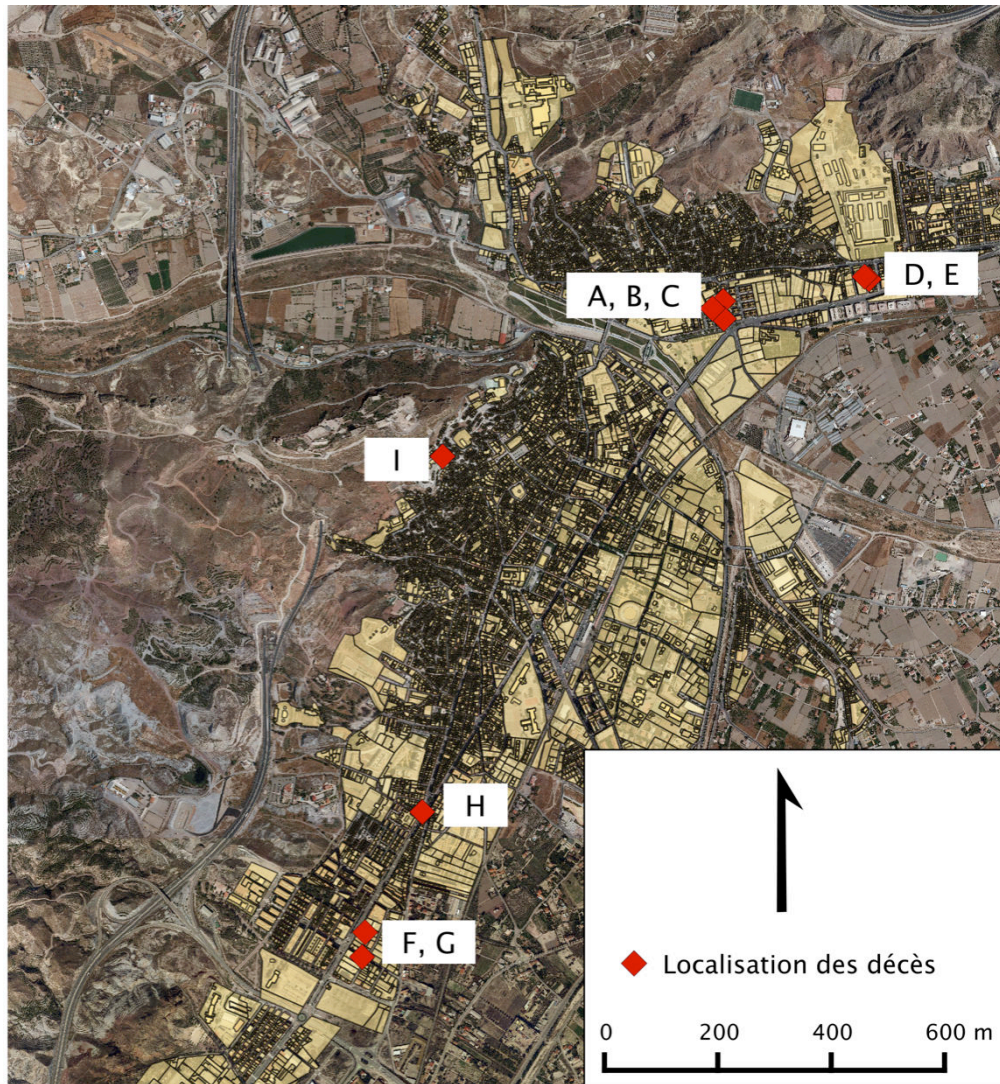 D, E
A, B, C
I
H
F, G
Localisation des décès
0 200 400 600 m